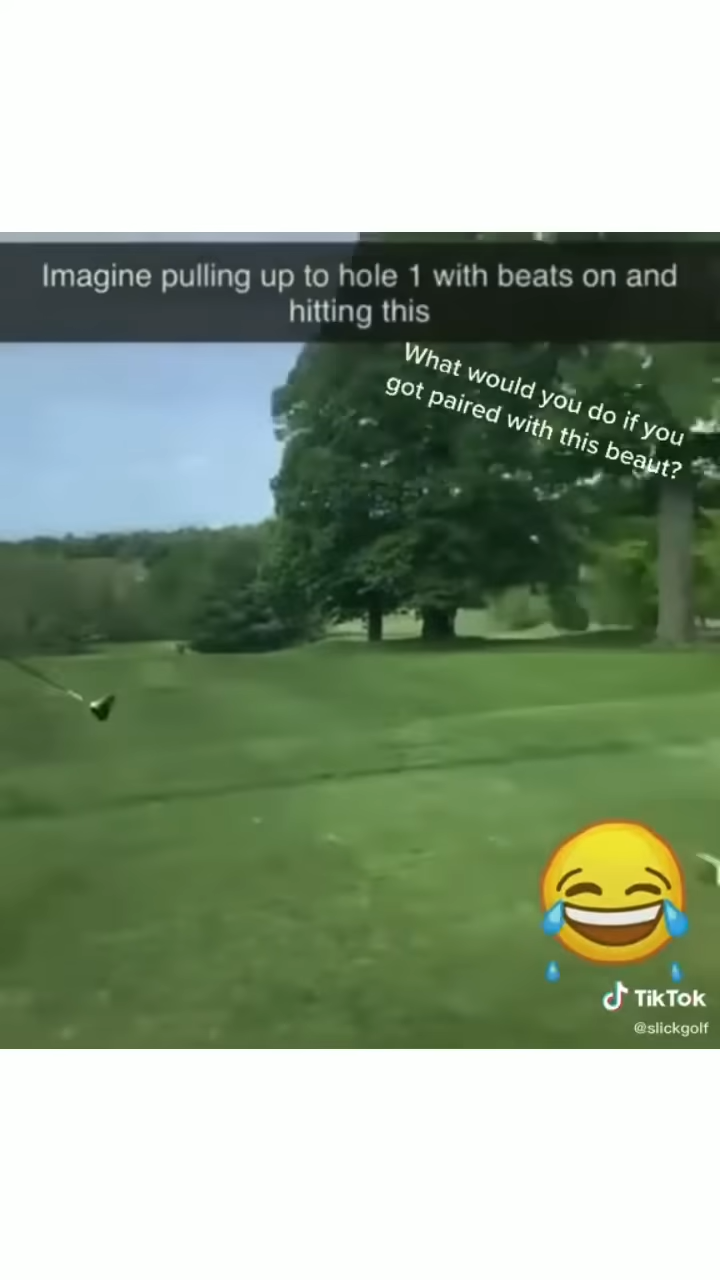 Imagine pulling up to hole 1 with beats on and
hitting this
What would you do if you
got paired with this beaut?
TikTok
@slickgolf